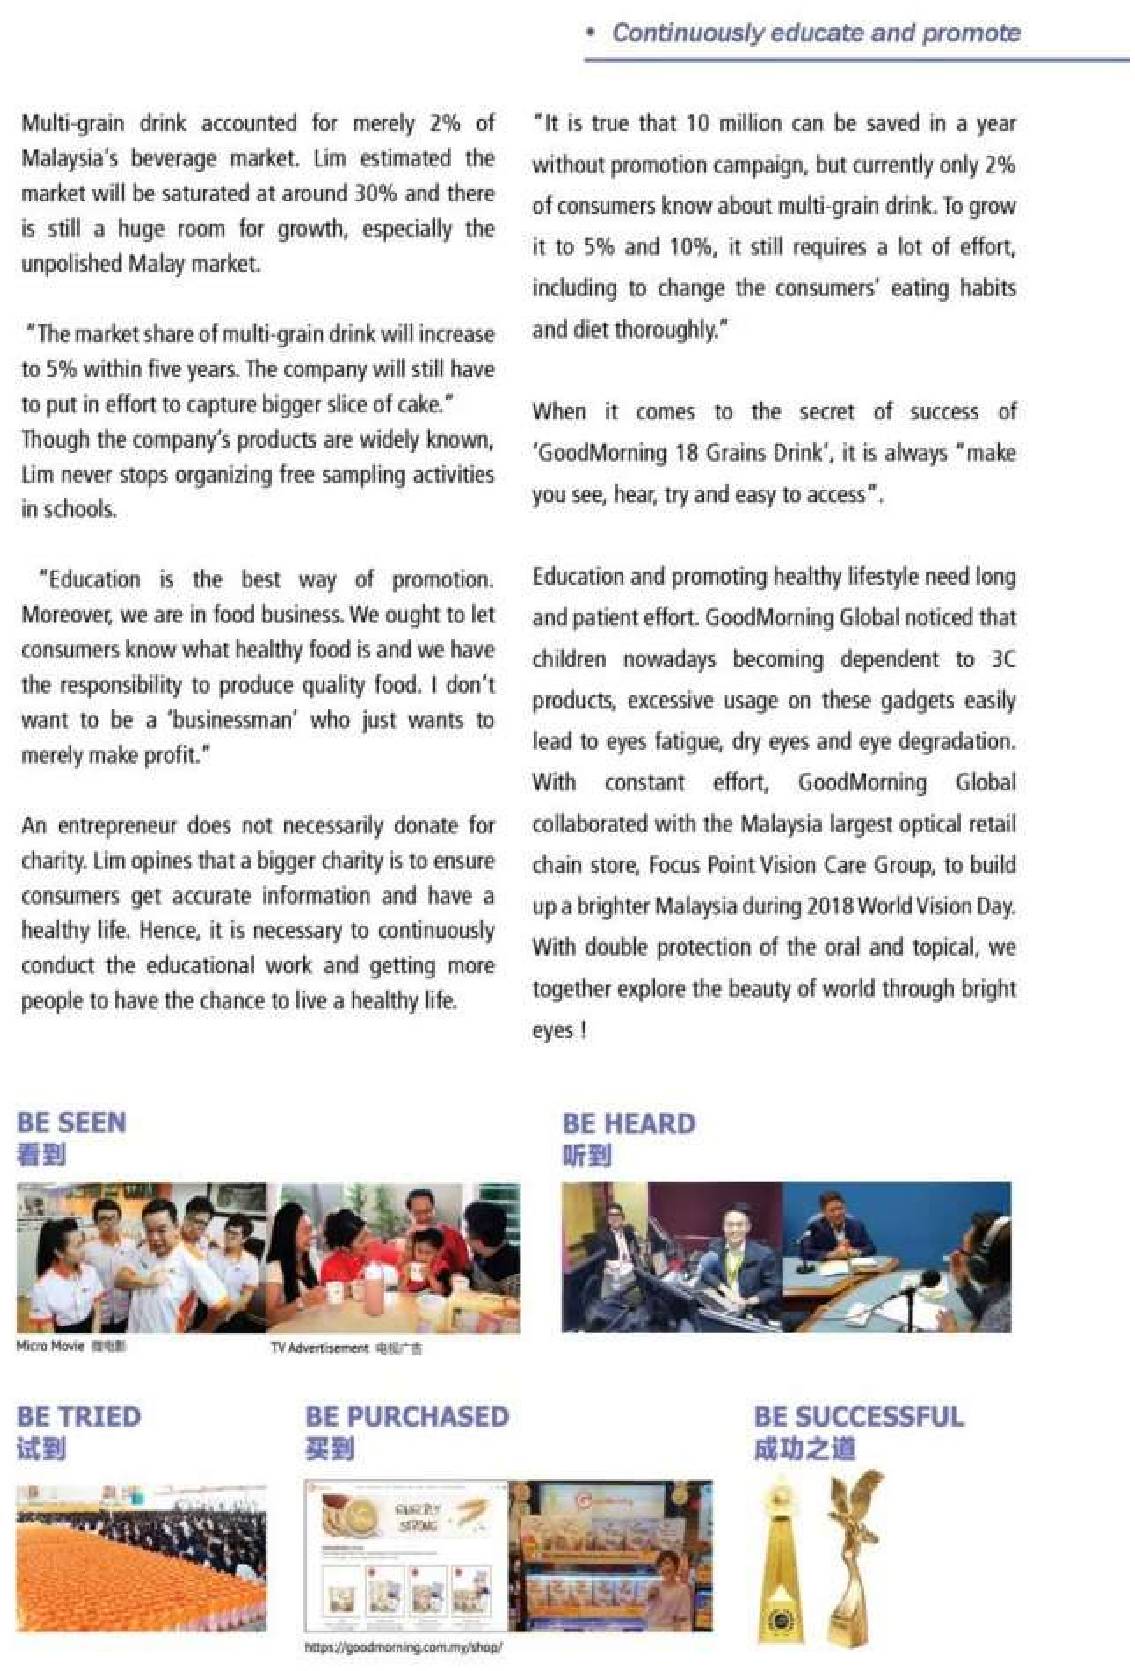 • Continuously educate and promote
Multi-grain drink accounted for merely 2% of
Malaysia's beverage market. Lim estimated the
market will be saturated at around 30% and there
is still a huge room for growth, especially the
unpolished Malay market.
"The market share of multi-grain drink will increase
to 5% within five years. The company will still have
to put in effort to capture bigger slice of cake."
Though the company's products are widely known,
Lim never stops organizing free sampling activities
in schools.
"Education is the best way of promotion.
Moreover, we are in food business. We ought to let
consumers know what healthy food is and we have
the responsibility to produce quality food. I don't
want to be a 'businessman' who just wants to
merely make profit."
An entrepreneur does not necessarily donate for
charity. Lim opines that a bigger charity is to ensure
consumers get accurate information and have a
healthy life. Hence, it is necessary to continuously
conduct the educational work and getting more
people to have the chance to live a healthy life.
"It is true that 10 million can be saved in a year
without promotion campaign, but currently only 2%
of consumers know about multi-grain drink. To grow
it to 5% and 10%, it still requires a lot of effort,
including to change the consumers' eating habits
and diet thoroughly."
When it comes to the secret of success of
'GoodMorning 18 Grains Drink', it is always "make
you see, hear, try and easy to access".
Education and promoting healthy lifestyle need long
and patient effort. GoodMorning Global noticed that
children nowadays becoming dependent to 3C
products, excessive usage on these gadgets easily
lead to eyes fatigue, dry eyes and eye degradation.
With constant effort, GoodMorning Global
collaborated with the Malaysia largest optical retail
chain store, Focus Point Vision Care Group, to build
up a brighter Malaysia during 2018 World Vision Day.
With double protection of the oral and topical, we
together explore the beauty of world through bright
eyes !
BE SEEN
看到
Micro Movie 微电影
TV Advertisement 电视广告
BE HEARD
听到
BE TRIED
试到
BE PURCHASED
买到
STRONG
https://goodmorning.com.my/shop/
BE SUCCESSFUL
成功之道